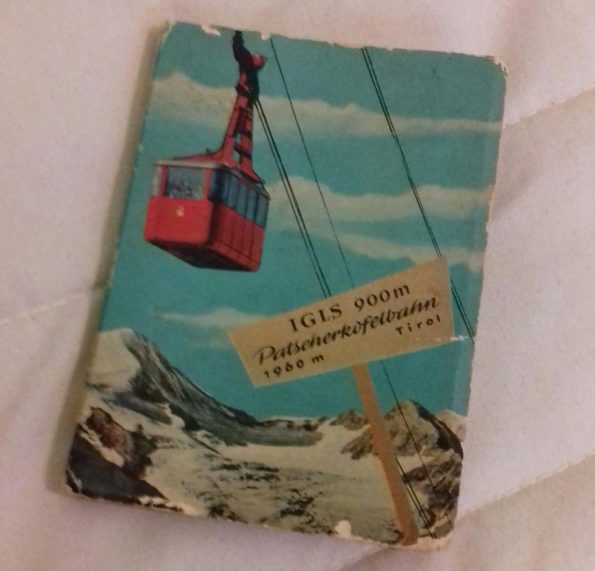 IGLS 900m
Patscherkofelbahn
1960 m Tirol